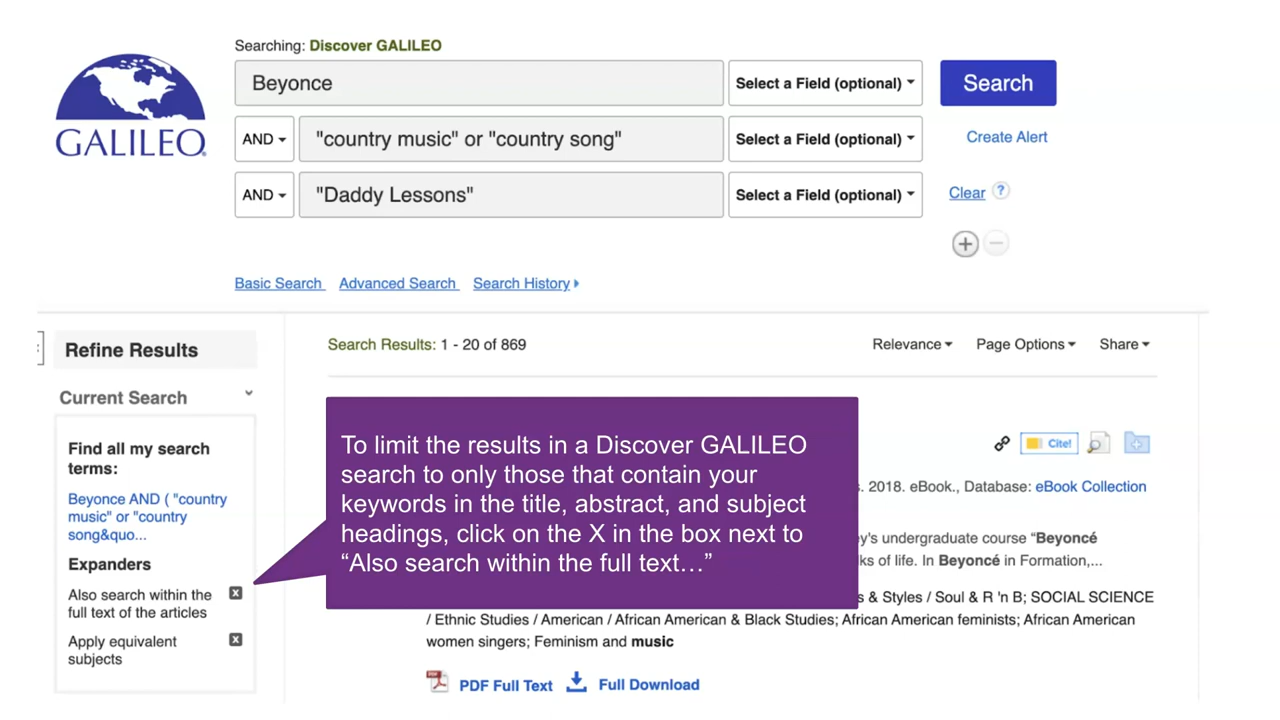 Searching: Discover GALILEO
Beyonce
Select a Field (optional)
Search
GALILEO
AND
"country music" or "country song"
Select a Field (optional)
Create Alert
AND
"Daddy Lessons"
Select a Field (optional)
Clear ?
Basic Search Advanced Search Search History
Refine Results
Search Results: 1 - 20 of 869
Relevance Page Options Share
Current Search
Find all my search
terms:
Beyonce AND ( "country
music" or "country
song&quo...
Expanders
Also search within the
full text of the articles
Apply equivalent
subjects
To limit the results in a Discover GALILEO
search to only those that contain your
keywords in the title, abstract, and subject
headings, click on the X in the box next to
“Also search within the full text…”
Cite!
. 2018. eBook., Database: eBook Collection
undergraduate course “Beyoncé
of life. In Beyoncé in Formation,...
& Styles / Soul & R 'n B; SOCIAL SCIENCE
/ Ethnic Studies / American / African American & Black Studies; African American feminists; African American
women singers; Feminism and music
PDF Full Text Full Download